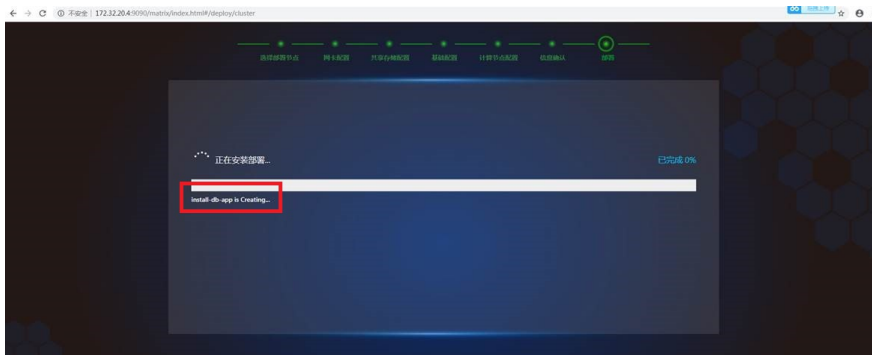 不安全 | 172.32.20.4:9090/matrix/index.html#/deploy/cluster
选择部署节点 网卡配置 共享存储配置 基础配置 计算节点配置 信息确认 部署
正在安装部署...
已完成 0%
install-db-app is Creating...